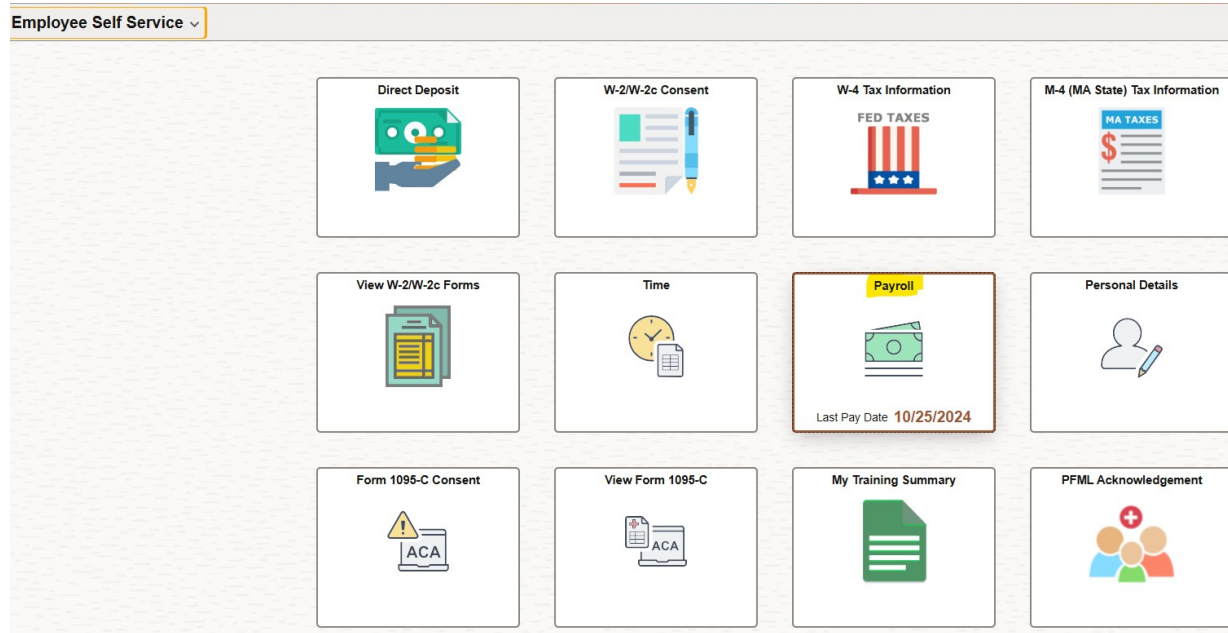 Employee Self Service
Direct Deposit
W-2/W-2c Consent
W-4 Tax Information
FED TAXES
M-4 (MA State) Tax Information
MA TAXES
$
View W-2/W-2c Forms
Time
Payroll
Last Pay Date 10/25/2024
Personal Details
Form 1095-C Consent
ACA
View Form 1095-C
ACA
My Training Summary
PFML Acknowledgement